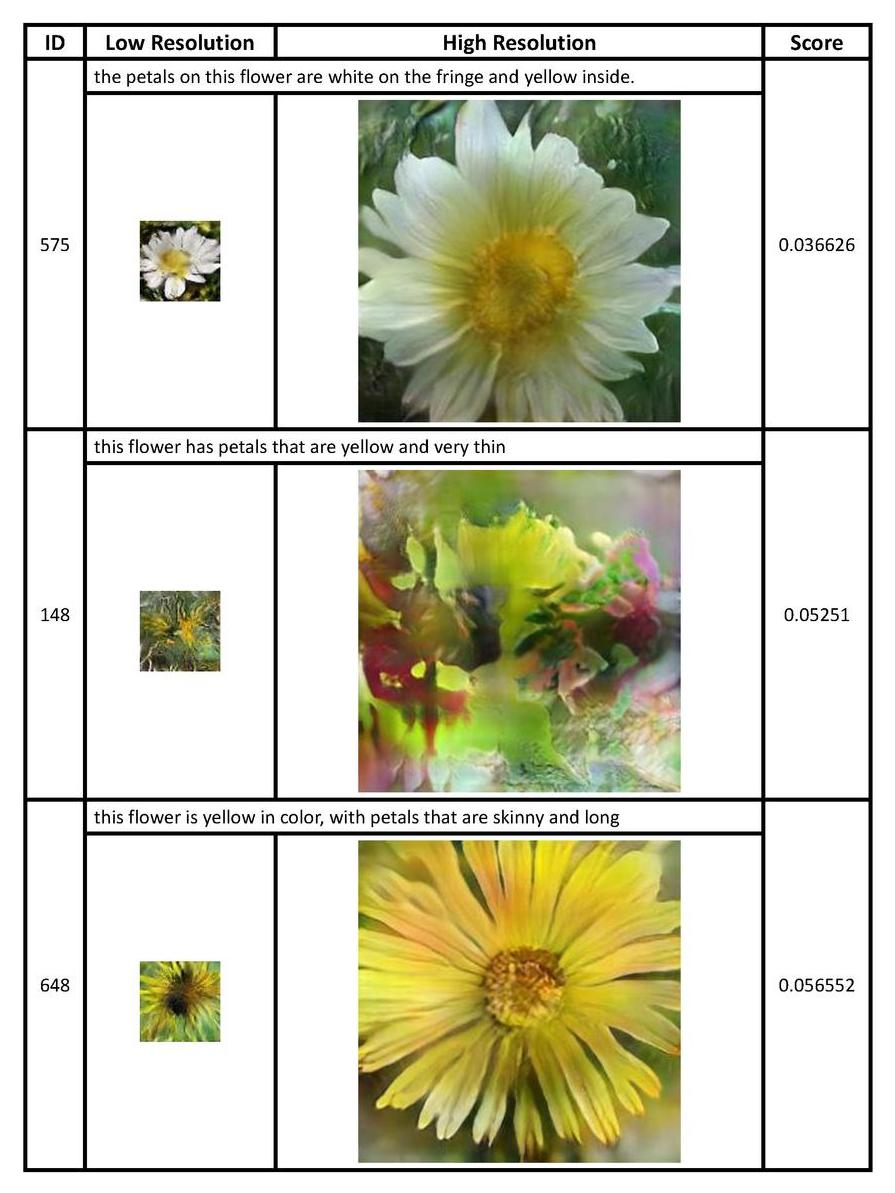 ID Low Resolution High Resolution Score
the petals on this flower are white on the fringe and yellow inside.
575 0.036626
this flower has petals that are yellow and very thin
148 0.05251
this flower is yellow in color, with petals that are skinny and long
648 0.056552